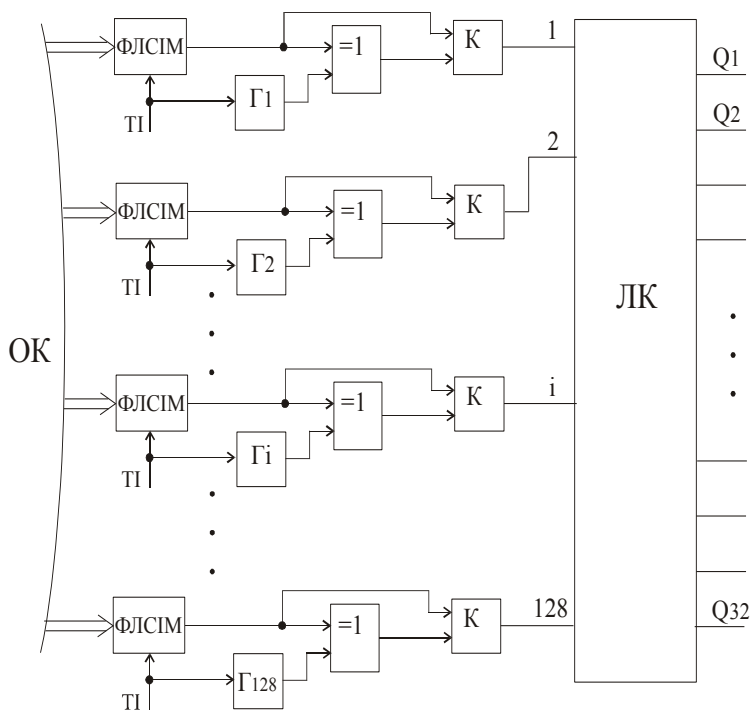 ФЛСІМ
=1
К
1
Г1
ТІ
Q1
Q2
2
ФЛСІМ
=1
К
Г2
ТІ
ЛК
ОК
ФЛСІМ
=1
К
i
Гi
ТІ
ФЛСІМ
=1
К
128
Q32
Г128
ТІ